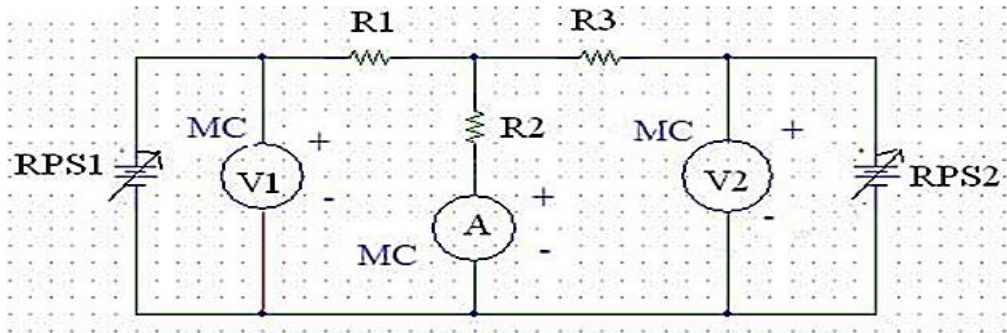 R1
R3
MC
+
R2
MC
+
RPS1
V1
V2
RPS2
-
+
-
A
MC
-